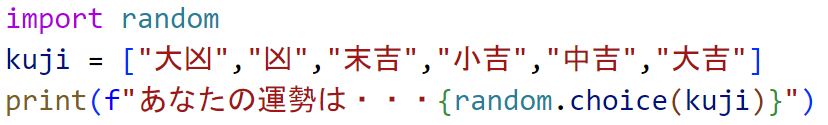 import random
kuji = ["大凶","凶","末吉","小吉","中吉","大吉"]
print(f"あなたの運勢は・・・{random.choice(kuji)}")